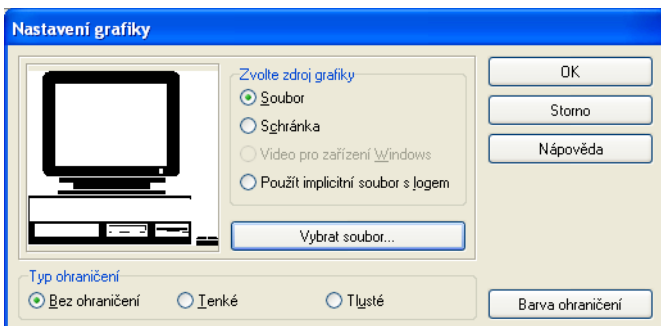 Nastavení grafiky
Zvolte zdroj grafiky
Soubor
Schránka
Video pro zařízení Windows
Použít implicitní soubor s logem
Vybrat soubor...
OK
Storno
Nápověda
Typ ohraničení
Bez ohraničení Tenké Tlusté
Barva ohraničení